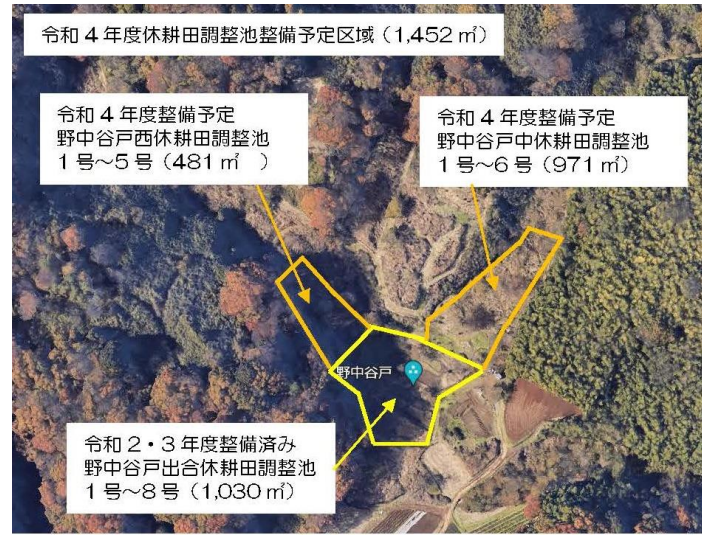 令和4年度休耕田調整池整備予定区域（1,452㎡）
令和4年度整備予定
野中谷戸西休耕田調整池
1号～5号（481㎡ ）
令和4年度整備予定
野中谷戸中休耕田調整池
1号～6号（971㎡）
野中谷戸
令和2・3年度整備済み
野中谷戸出合休耕田調整池
1号～8号（1,030㎡）